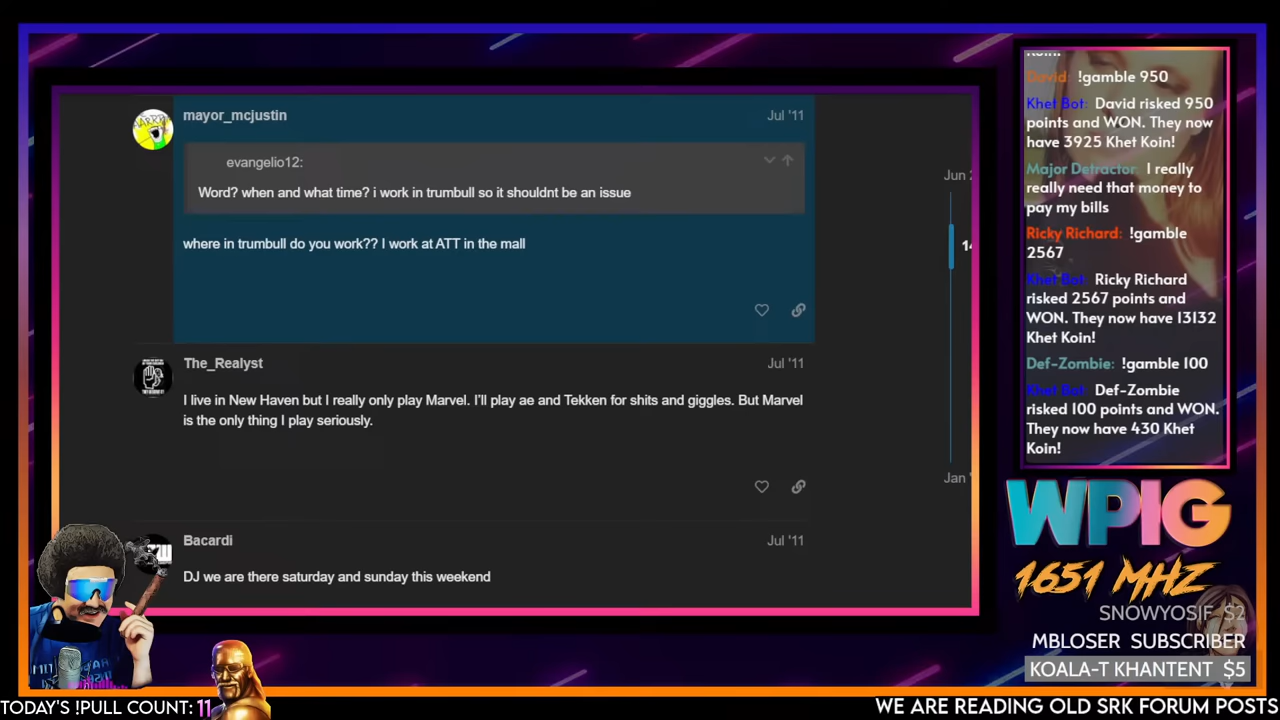 mayor_mcjustin
Jul '11
evangelio12:
Word? when and what time? i work in trumbull so it shouldnt be an issue
where in trumbull do you work?? I work at ATT in the mall
The_Realyst
Jul '11
I live in New Haven but I really only play Marvel. I'll play ae and Tekken for shits and giggles. But Marvel
is the only thing I play seriously.
Bacardi
Jul '11
DJ we are there saturday and sunday this weekend
Jun 2
14
Jan '
Koin!
David: !gamble 950
Khet Bot: David risked 950
points and WON. They now
have 3925 Khet Koin!
Major Detractor: I really
really need that money to
pay my bills
Ricky Richard: !gamble
2567
Khet Bot: Ricky Richard
risked 2567 points and
WON. They now have 13132
Khet Koin!
Def-Zombie: !gamble 100
Khet Bot: Def-Zombie
risked 100 points and WON.
They now have 430 Khet
Koin!
WPIG
1651 MHZ
SNOWYOSIF $2
MBLOSER SUBSCRIBER
KOALA-T KHANTENT $5
TODAY'S !PULL COUNT: 11
WE ARE READING OLD SRK FORUM POSTS